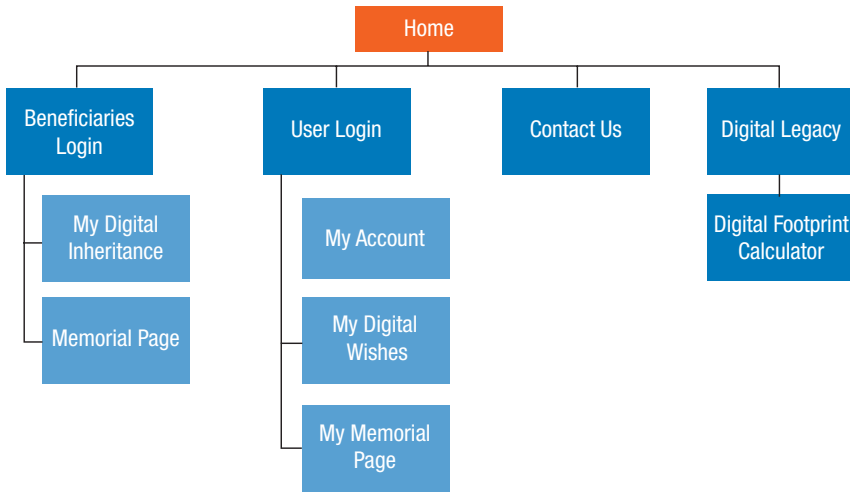 Home
Beneficiaries
Login
User Login
Contact Us
Digital Legacy
My Digital
Inheritance
My Account
Digital Footprint
Calculator
Memorial Page
My Digital
Wishes
My Memorial
Page